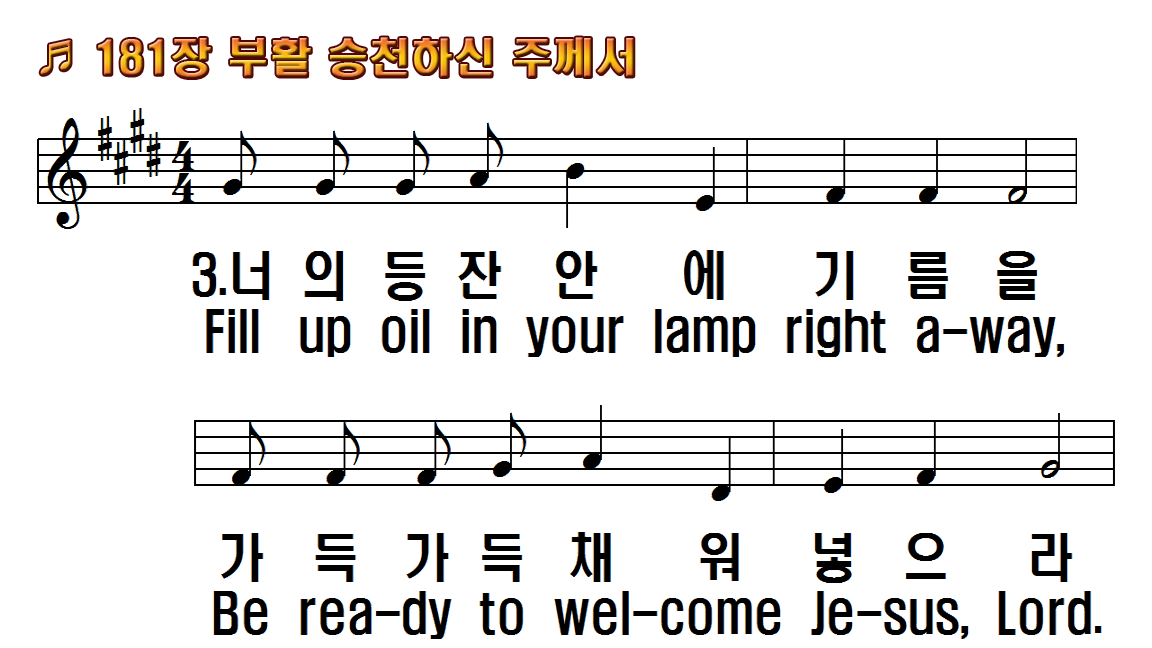 ♬ 181장 부활 승천하신 주께서
4
4
3.너 의 등 잔 안 에 기 름 을
Fill up oil in your lamp right a-way,
가 득 가 득 채 워 넣 으 라
Be rea-dy to wel-come Je-sus, Lord.